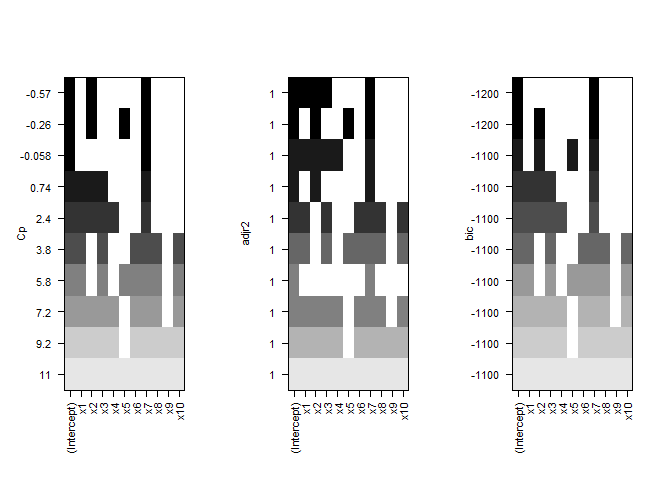 Cp
-0.57
-0.26
-0.058
0.74
2.4
3.8
5.8
7.2
9.2
11
(Intercept)
x1
x2
x3
x4
x5
x6
x7
x8
x9
x10
adjr2
1
1
1
1
1
1
1
1
1
1
(Intercept)
x1
x2
x3
x4
x5
x6
x7
x8
x9
x10
bic
-1200
-1200
-1100
-1100
-1100
-1100
-1100
-1100
-1100
-1100
(Intercept)
x1
x2
x3
x4
x5
x6
x7
x8
x9
x10